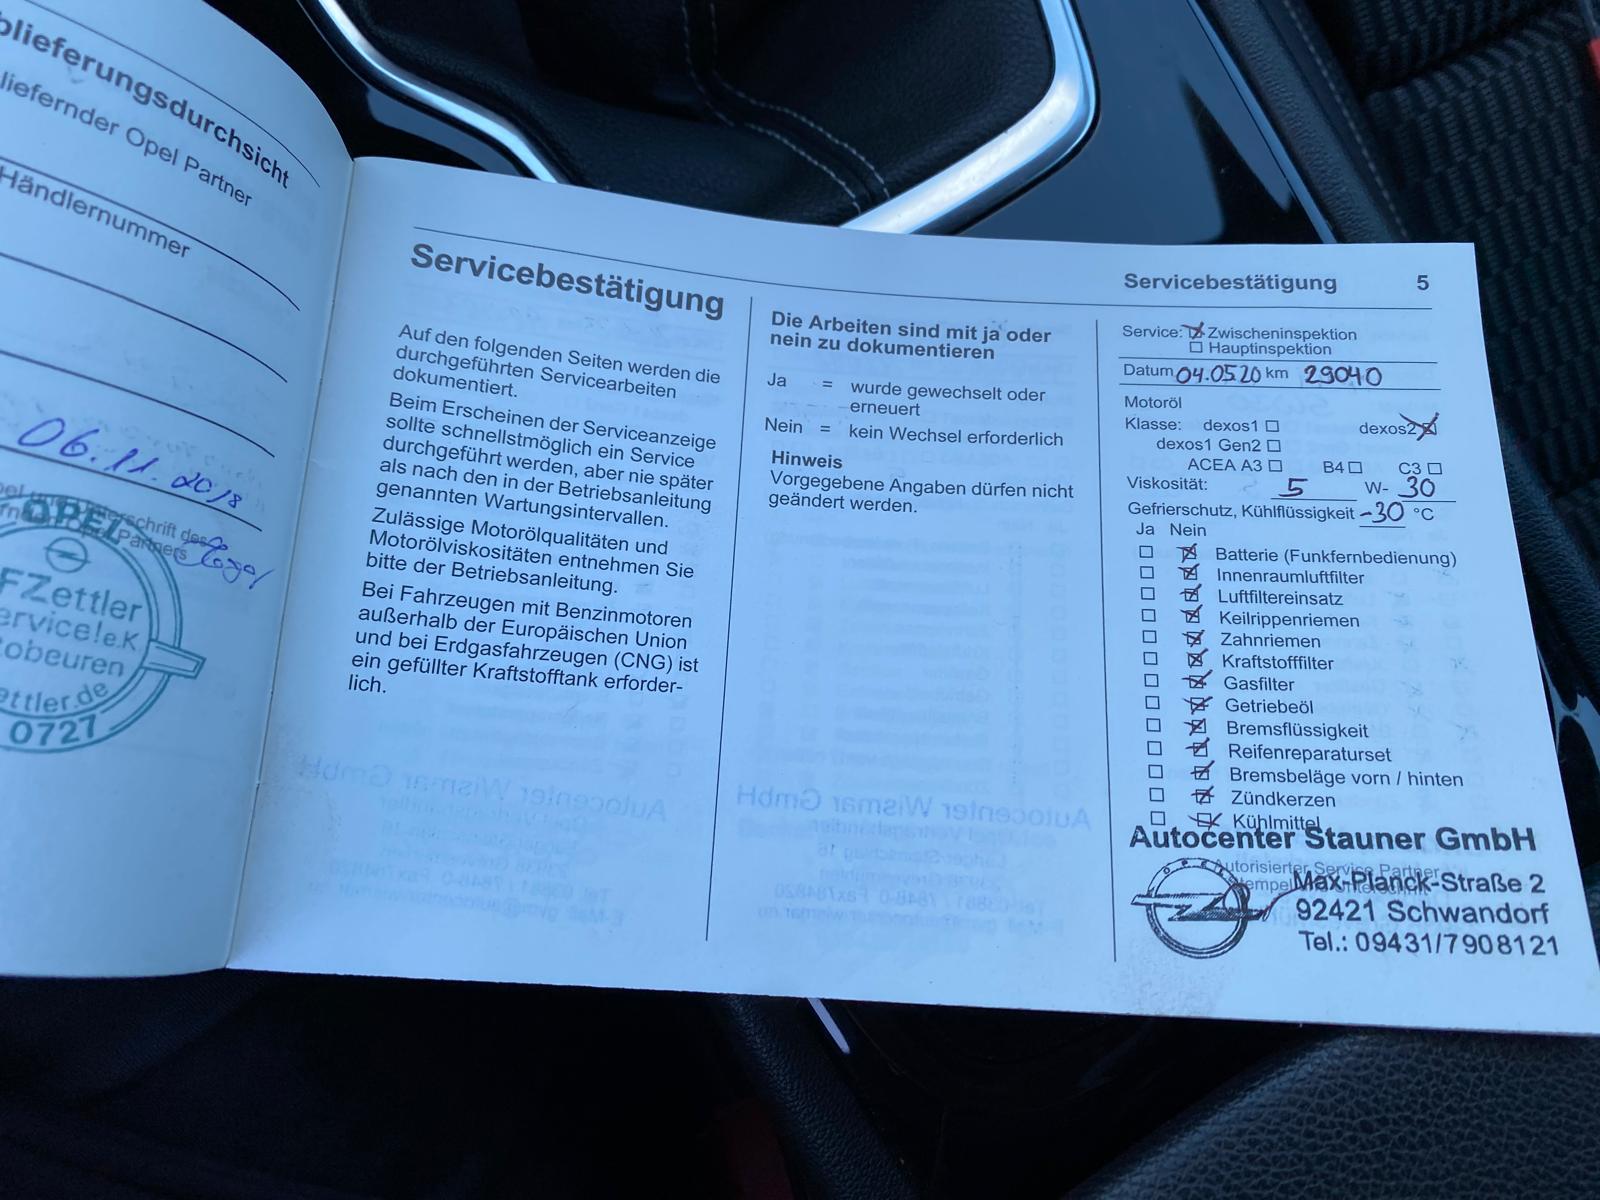 blieferungsdurchsicht
liefernder Opel Partner
Händlernummer
06.11.2018
OPEL
FZettler
ervice!e.K
obeuren
ettler.de
0727
Servicebestätigung
Auf den folgenden Seiten werden die
durchgeführten Servicearbeiten
dokumentiert.
Beim Erscheinen der Serviceanzeige
sollte schnellstmöglich ein Service
durchgeführt werden, aber nie später
als nach den in der Betriebsanleitung
genannten Wartungsintervallen.
Zulässige Motorölqualitäten und
Motorölviskositäten entnehmen Sie
bitte der Betriebsanleitung.
Bei Fahrzeugen mit Benzinmotoren
außerhalb der Europäischen Union
und bei Erdgasfahrzeugen (CNG) ist
ein gefüllter Kraftstofftank erforder-
lich.
Die Arbeiten sind mit ja oder
nein zu dokumentieren
Ja = wurde gewechselt oder
erneuert
Nein = kein Wechsel erforderlich
Hinweis
Vorgegebene Angaben dürfen nicht
geändert werden.
Servicebestätigung 5
Service: ☒ Zwischeninspektion
☐ Hauptinspektion
Datum 04.05.20 km 29040
Motoröl
Klasse: dexos1 ☐ dexos2 ☒
dexos1 Gen2 ☐
ACEA A3 ☐ B4 ☐ C3 ☐
Viskosität: 5 W- 30
Gefrierschutz, Kühlflüssigkeit -30 °C
Ja Nein
☐ ☒ Batterie (Funkfernbedienung)
☐ ☒ Innenraumluftfilter
☐ ☒ Luftfiltereinsatz
☐ ☒ Keilrippenriemen
☐ ☒ Zahnriemen
☐ ☒ Kraftstofffilter
☐ ☒ Gasfilter
☐ ☒ Getriebeöl
☐ ☒ Bremsflüssigkeit
☐ ☒ Reifenreparaturset
☐ ☒ Bremsbeläge vorn / hinten
☐ ☒ Zündkerzen
☐ ☒ Kühlmittel
Autocenter Stauner GmbH
Autorisierter Service Partner
Max-Planck-Straße 2
92421 Schwandorf
Tel.: 09431/7908121